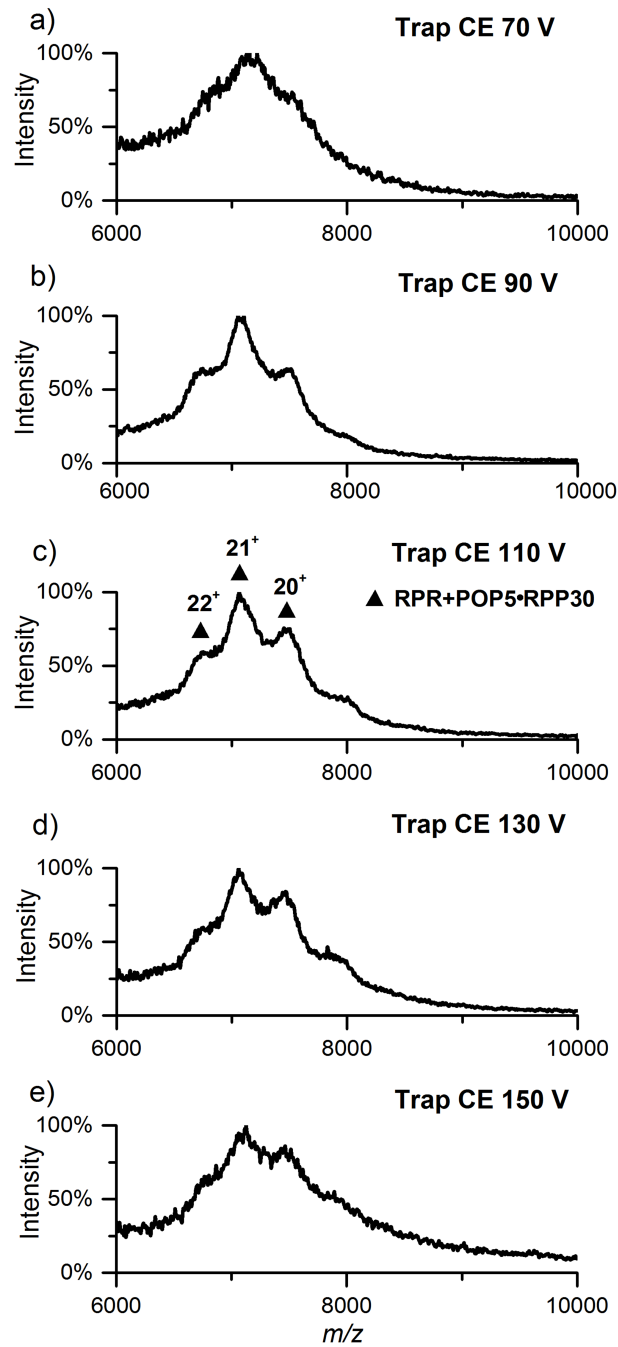 a)
Trap CE 70 V
100%
50%
0%
Intensity
6000
8000
10000
b)
Trap CE 90 V
100%
50%
0%
Intensity
6000
8000
10000
c)
Trap CE 110 V
21+
22+
20+
▲ RPR+POP5•RPP30
100%
50%
0%
Intensity
6000
8000
10000
d)
Trap CE 130 V
100%
50%
0%
Intensity
6000
8000
10000
e)
Trap CE 150 V
100%
50%
0%
Intensity
6000
8000
10000
m/z